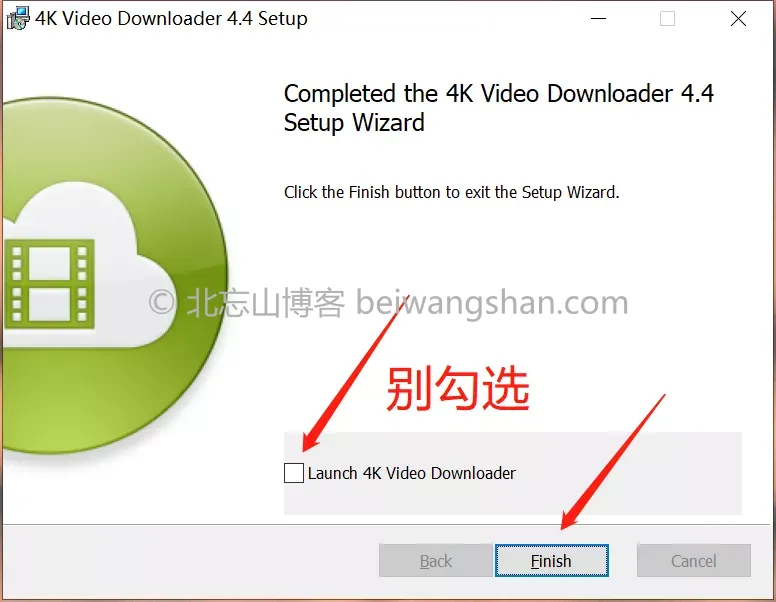 4K Video Downloader 4.4 Setup
Completed the 4K Video Downloader 4.4
Setup Wizard
Click the Finish button to exit the Setup Wizard.
© 北忘山博客 beiwangshan.com
别勾选
Launch 4K Video Downloader
Back Finish Cancel